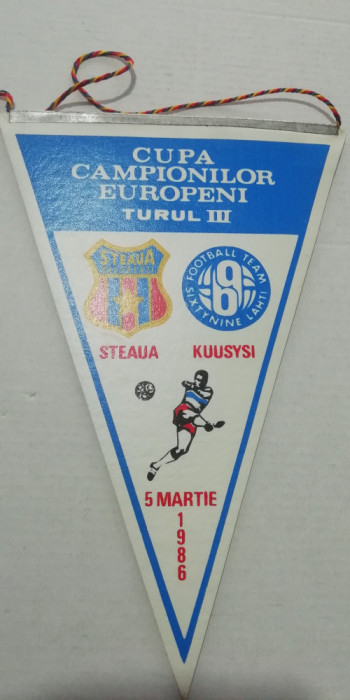 CUPA
CAMPIONILOR
EUROPENI
TURUL III
STEAUA
FOOTBALL TEAM
69
SIXTYNINE LAHTI
STEAUA KUUSYSI
5 MARTIE
1
9
8
6